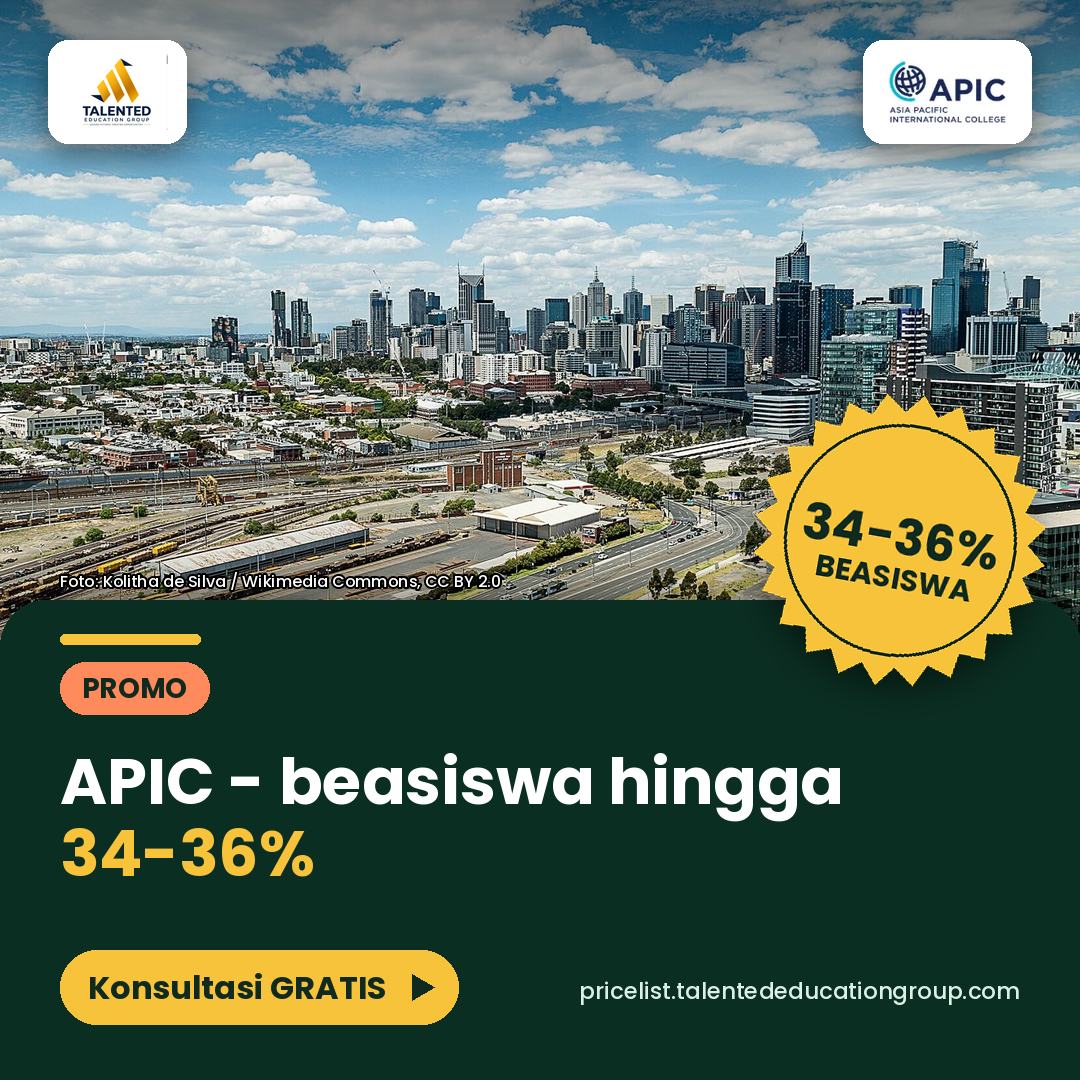 TALENTED
EDUCATION GROUP
APIC
ASIA PACIFIC
INTERNATIONAL COLLEGE
34-36%
BEASISWA
Foto: Kolitha de Silva / Wikimedia Commons, CC BY 2.0
PROMO
APIC - beasiswa hingga
34-36%
Konsultasi GRATIS
pricelist.talentededucationgroup.com